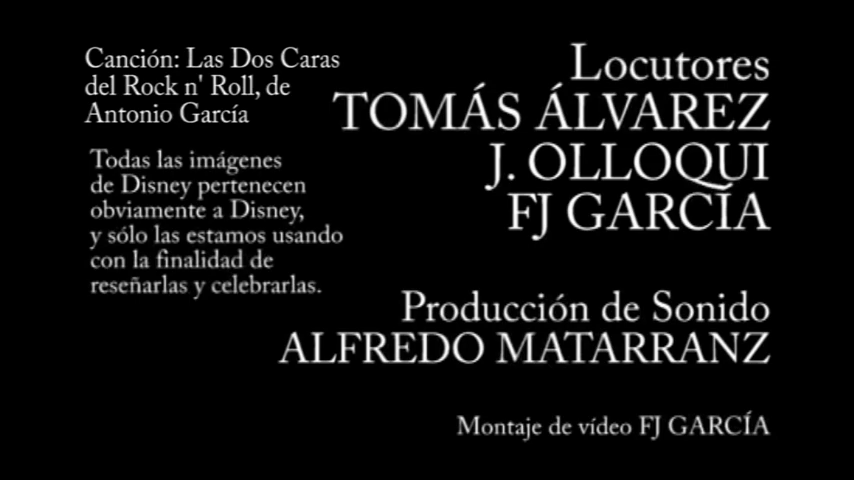 Canción: Las Dos Caras
del Rock n' Roll, de
Antonio García
Todas las imágenes
de Disney pertenecen
obviamente a Disney,
y sólo las estamos usando
con la finalidad de
reseñarlas y celebrarlas.
Locutores
TOMÁS ÁLVAREZ
J. OLLOQUI
FJ GARCÍA
Producción de Sonido
ALFREDO MATARRANZ
Montaje de vídeo FJ GARCÍA